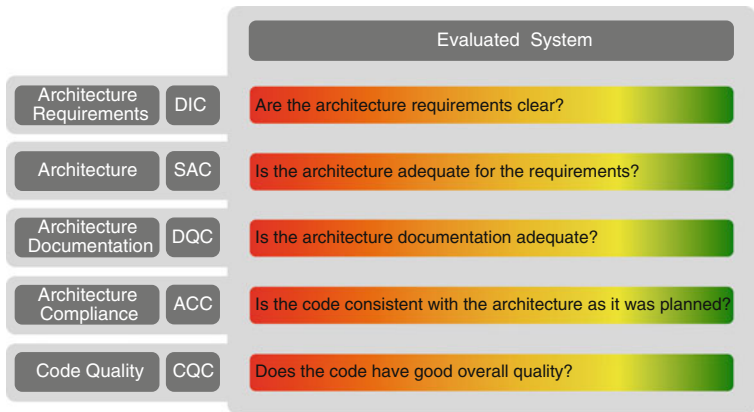 Evaluated System
Architecture
Requirements
DIC
Are the architecture requirements clear?
Architecture
SAC
Is the architecture adequate for the requirements?
Architecture
Documentation
DQC
Is the architecture documentation adequate?
Architecture
Compliance
ACC
Is the code consistent with the architecture as it was planned?
Code Quality
CQC
Does the code have good overall quality?